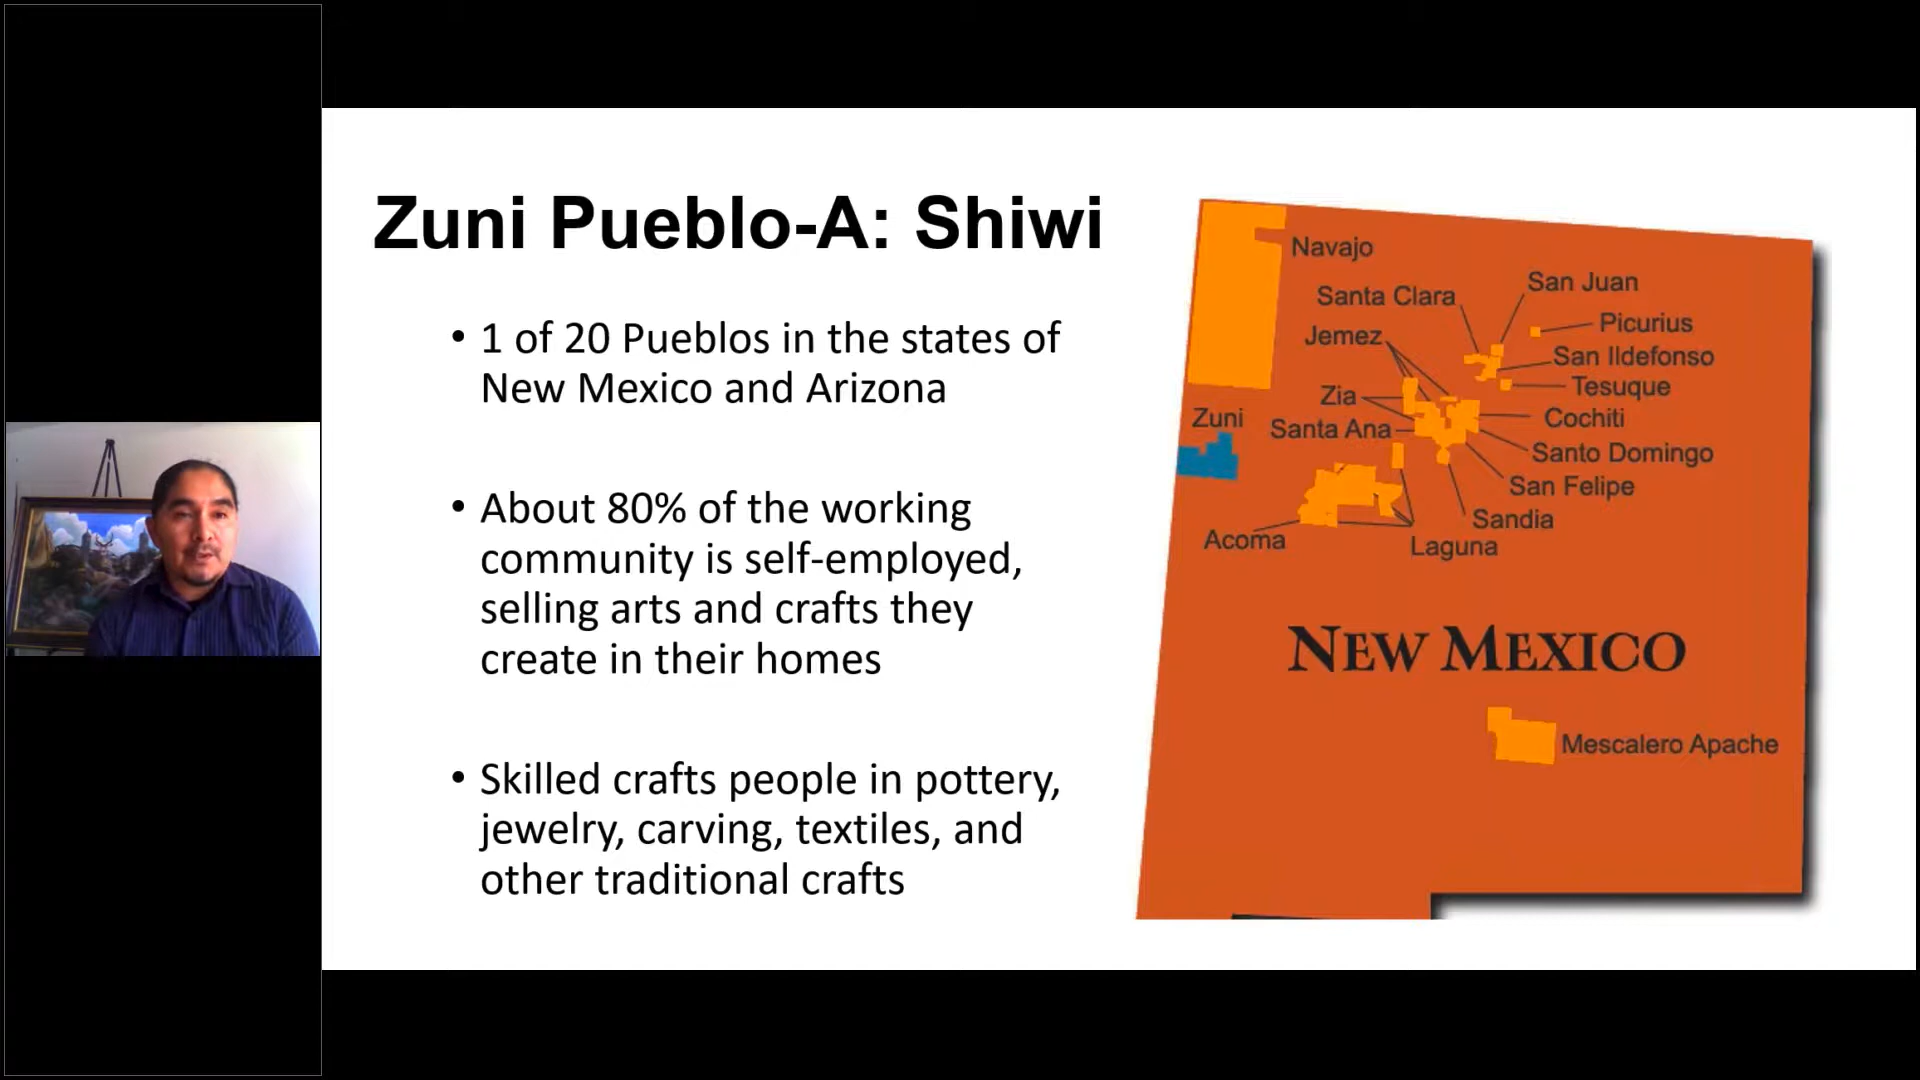 Zuni Pueblo-A: Shiwi
• 1 of 20 Pueblos in the states of
New Mexico and Arizona
• About 80% of the working
community is self-employed,
selling arts and crafts they
create in their homes
• Skilled crafts people in pottery,
jewelry, carving, textiles, and
other traditional crafts
Navajo
San Juan
Santa Clara
Picurius
Jemez
San Ildefonso
Tesuque
Zia
Cochiti
Zuni
Santa Ana
Santo Domingo
San Felipe
Sandia
Acoma
Laguna
NEW MEXICO
Mescalero Apache